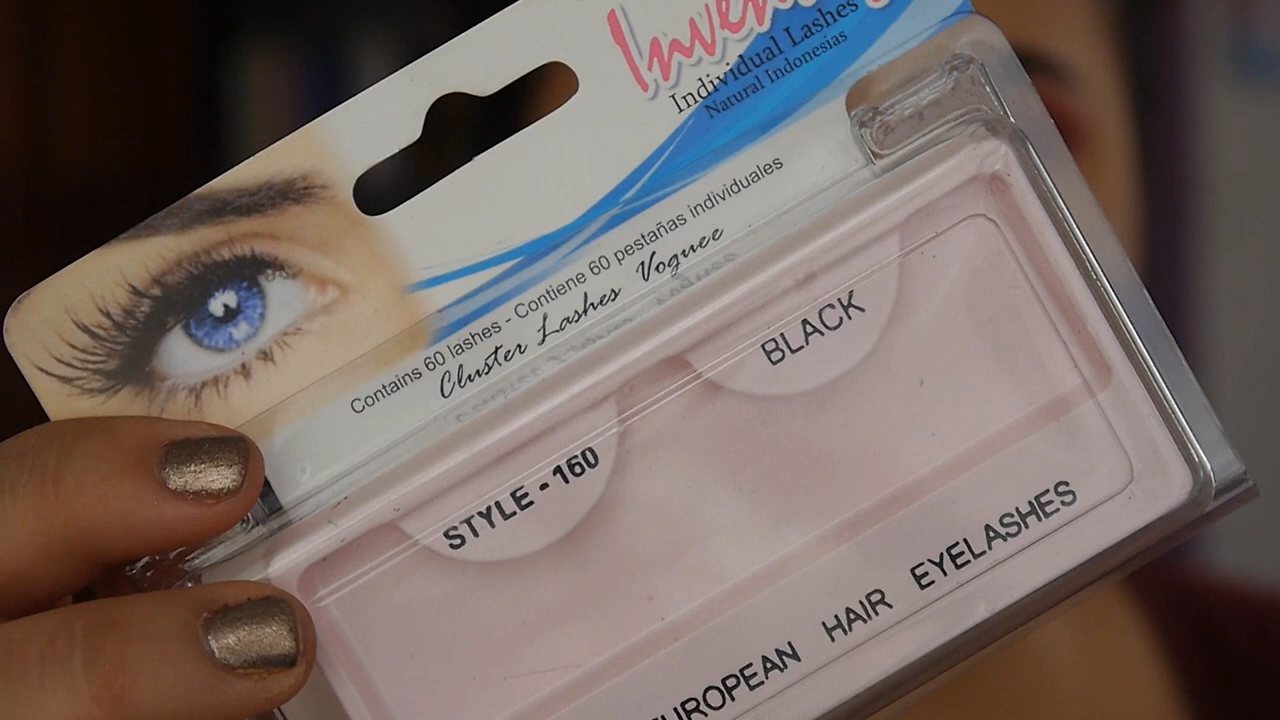 Individual Lashes
Natural Indonesias
Contains 60 lashes - Contiene 60 pestañas individuales
Cluster Lashes Voguee
BLACK
STYLE - 160
EUROPEAN HAIR EYELASHES